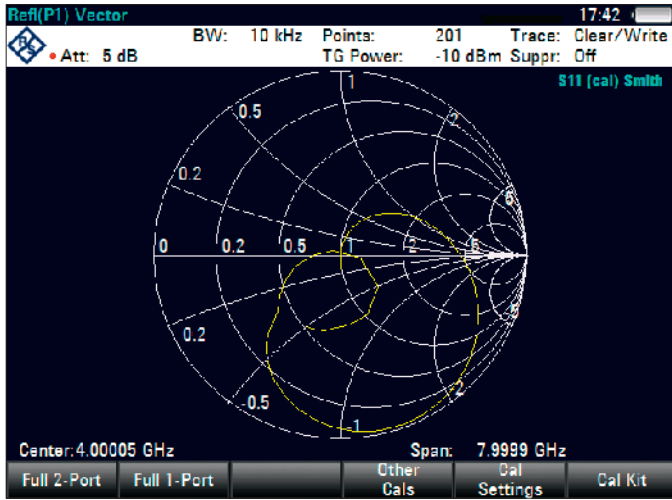 Refl(P1) Vector 17:42
BW: 10 kHz Points: 201 Trace: Clear/Write
Att: 5 dB TG Power: -10 dBm Suppr: Off
S11 (cal) Smith
1
0.5
2
0.2
5
0 0.2 0.5 1 2 5
-5
0.2
-0.5
-2
1
Center:4.00005 GHz Span: 7.9999 GHz
Full 2-Port Full 1-Port Other Cals Cal Settings Cal Kit